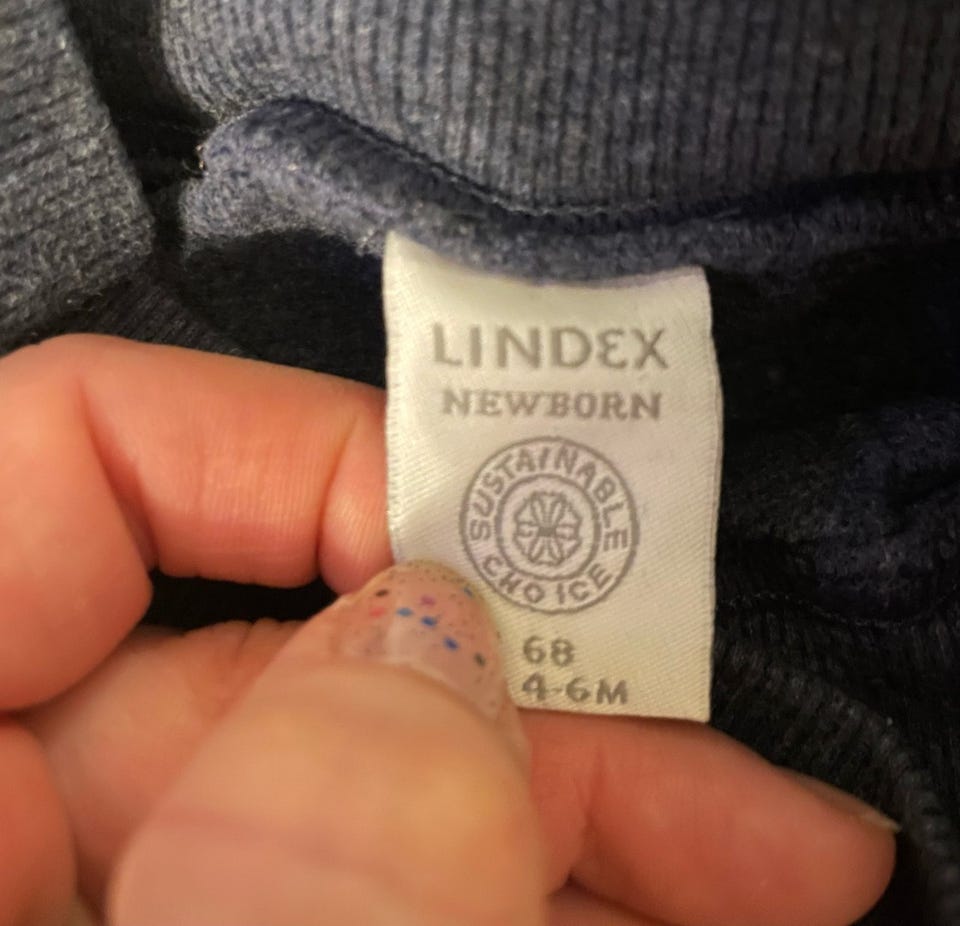 LINDEX
NEWBORN
SUSTAINABLE
CHOICE
68
4-6M